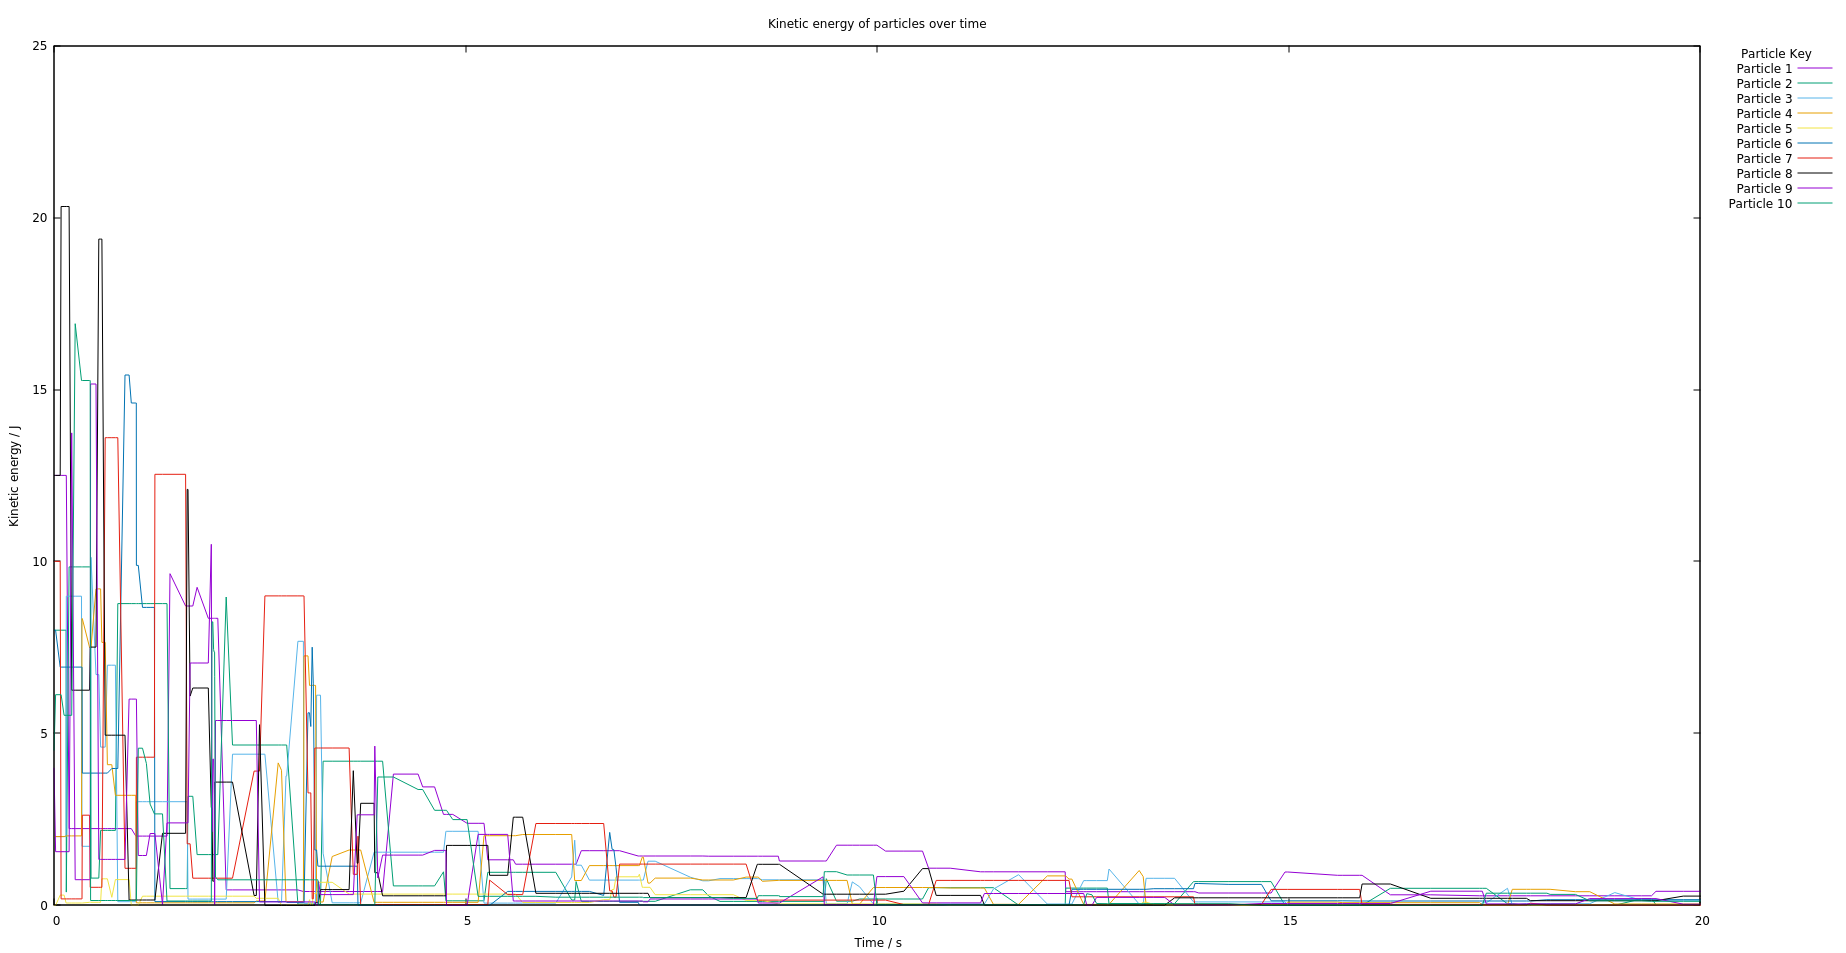 Kinetic energy of particles over time
25
20
15
10
5
0
Kinetic energy / J
0
5
10
15
20
Time / s
Particle Key
Particle 1
Particle 2
Particle 3
Particle 4
Particle 5
Particle 6
Particle 7
Particle 8
Particle 9
Particle 10